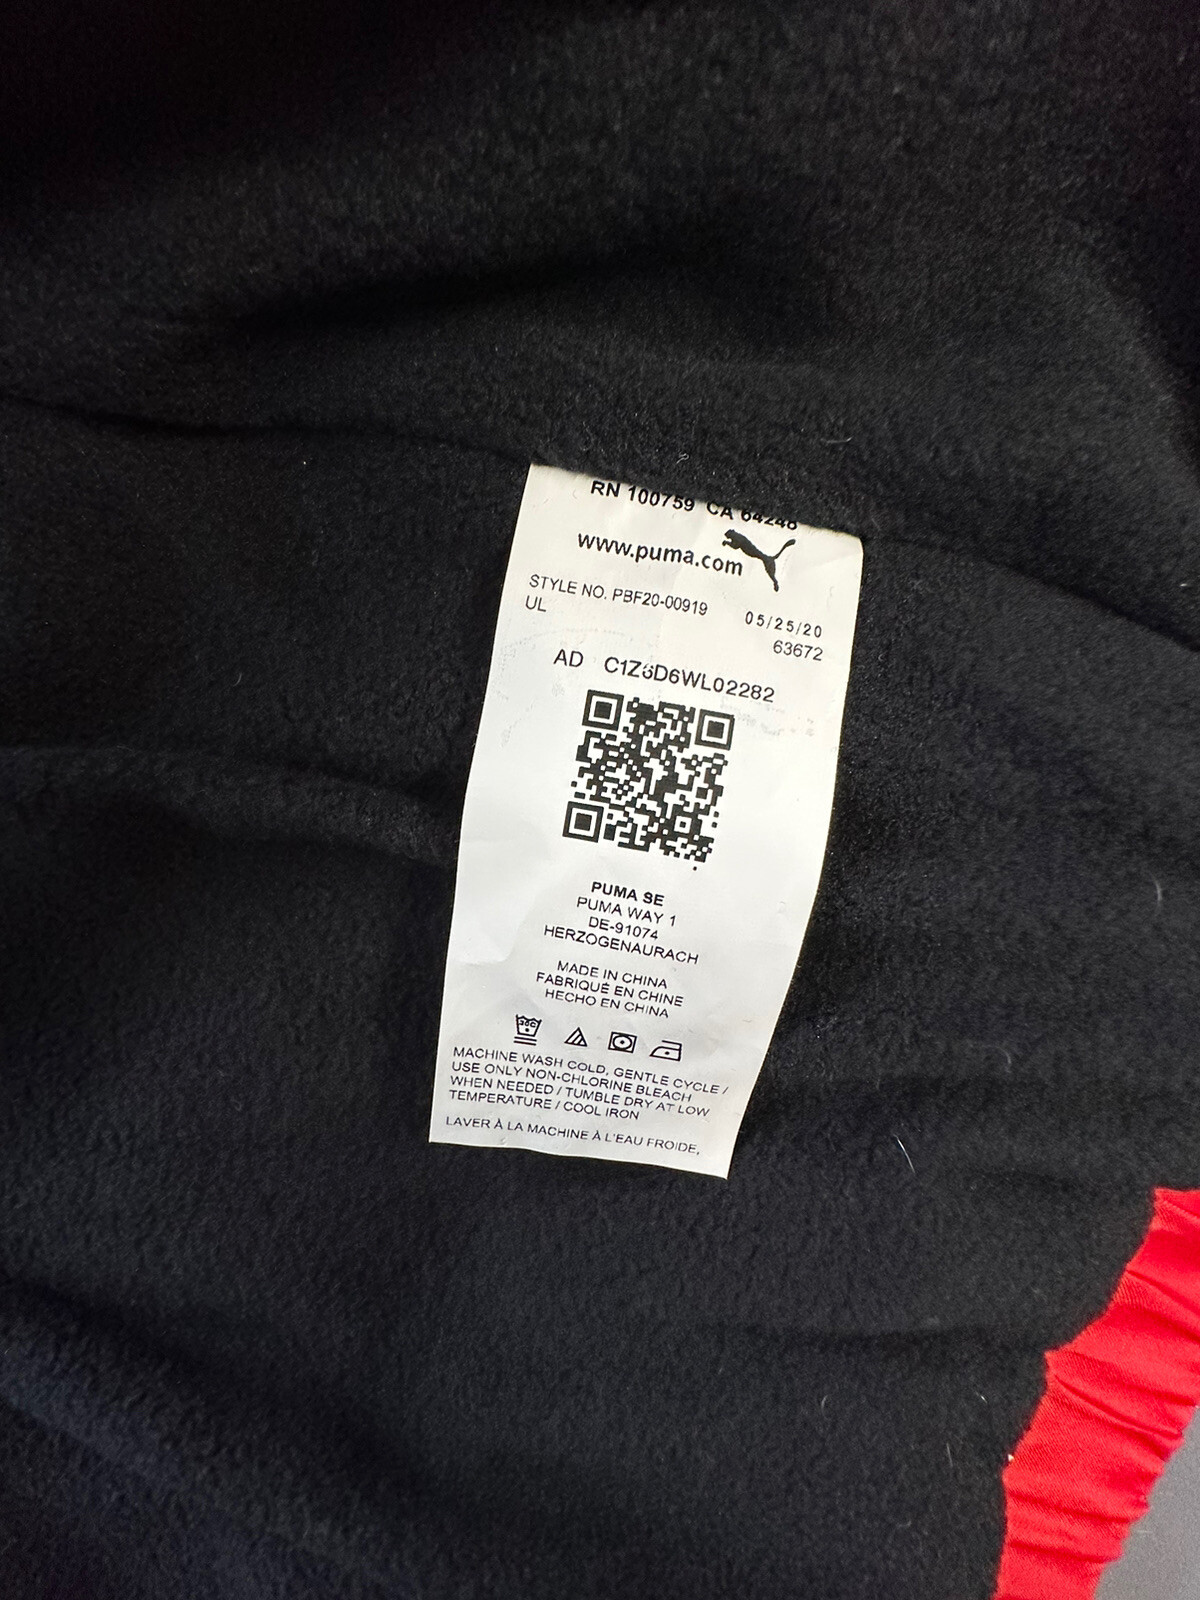 RN 100759 CA 64248
www.puma.com
STYLE NO. PBF20-00919 05/25/20
UL 63672
AD C1Z6D6WL02282
PUMA SE
PUMA WAY 1
DE-91074
HERZOGENAURACH
MADE IN CHINA
FABRIQUÉ EN CHINE
HECHO EN CHINA
30C
MACHINE WASH COLD, GENTLE CYCLE /
USE ONLY NON-CHLORINE BLEACH
WHEN NEEDED / TUMBLE DRY AT LOW
TEMPERATURE / COOL IRON
LAVER À LA MACHINE À L'EAU FROIDE,